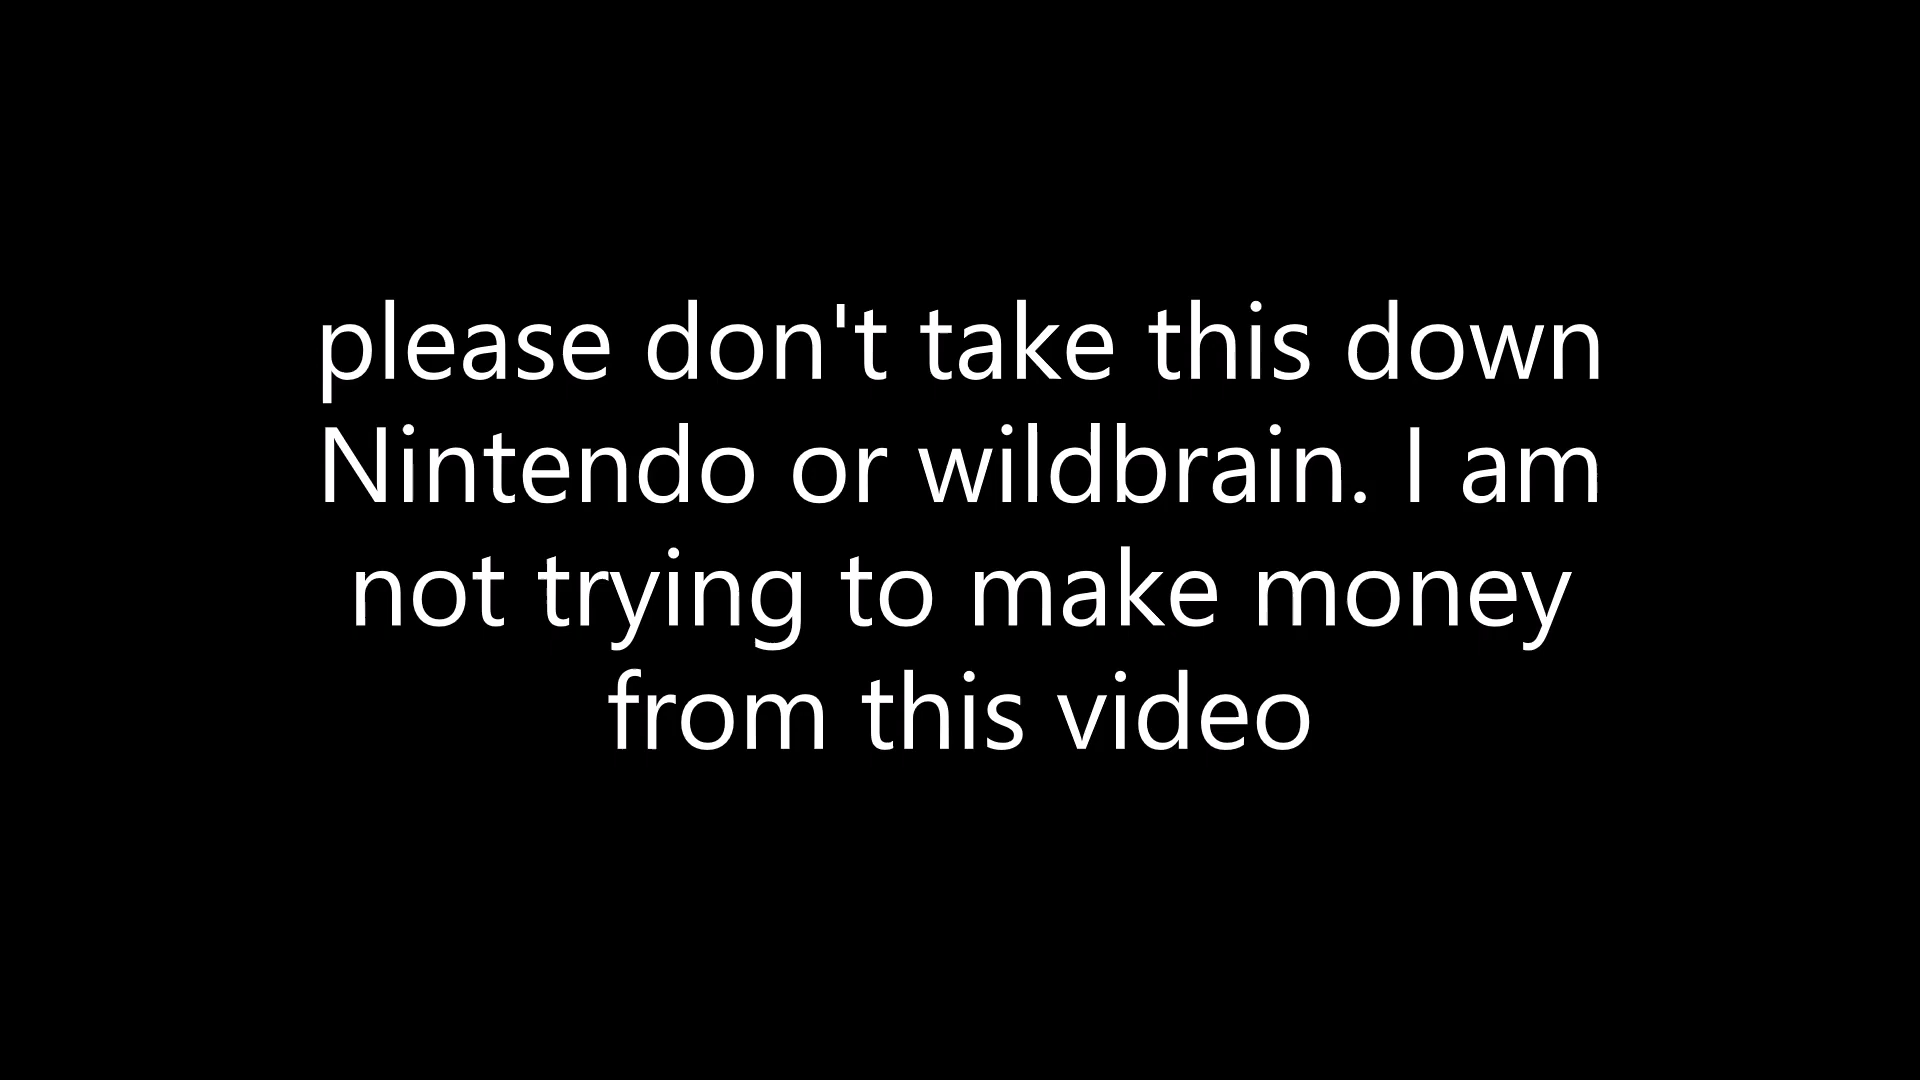 please don't take this down
Nintendo or wildbrain. I am
not trying to make money
from this video